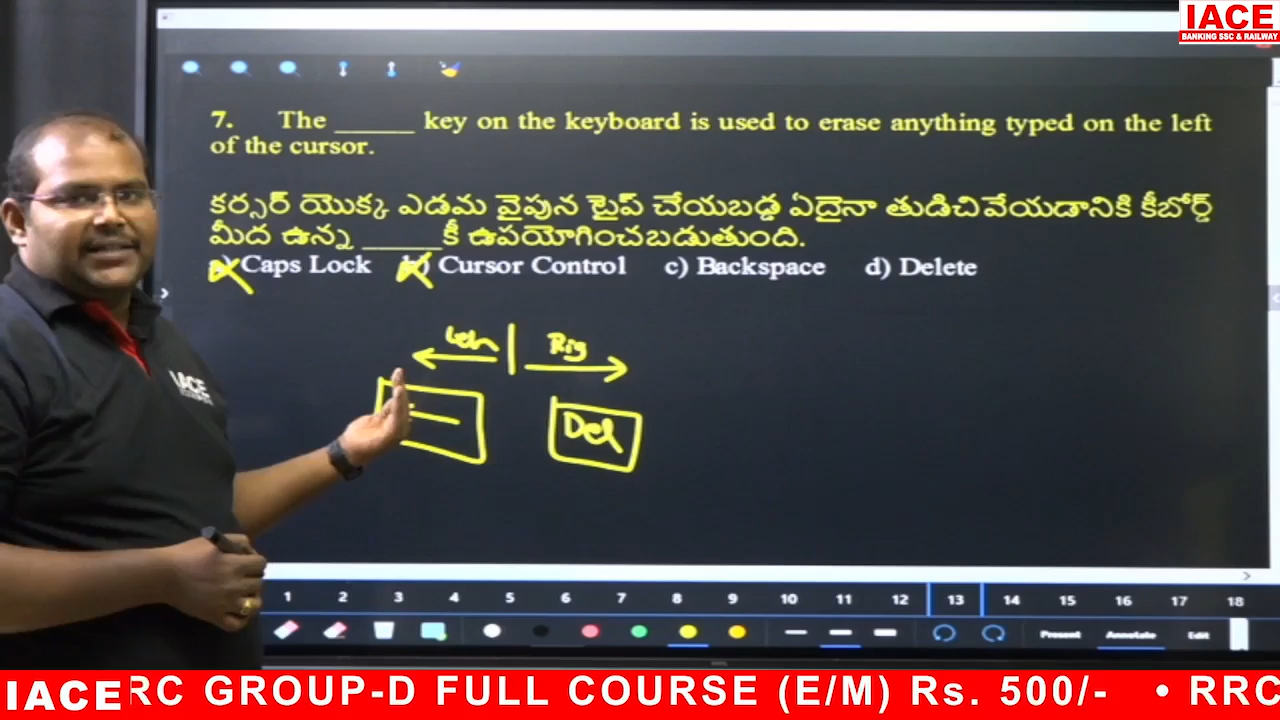 IACE
BANKING SSC & RAILWAY
7. The _____ key on the keyboard is used to erase anything typed on the left
of the cursor.
కర్సర్ యొక్క ఎడమ వైపున టైప్ చేయబడ్డ ఏదైనా తుడిచివేయడానికి కీబోర్డ్
మీద ఉన్న _____కీ ఉపయోగించబడుతుంది.
a) Caps Lock b) Cursor Control c) Backspace d) Delete
Rig
Del
IACE
1 2 3 4 5 6 7 8 9 10 11 12 13 14 15 16 17 18
Present Annotate Edit
IACE RC GROUP-D FULL COURSE (E/M) Rs. 500/- • RRC